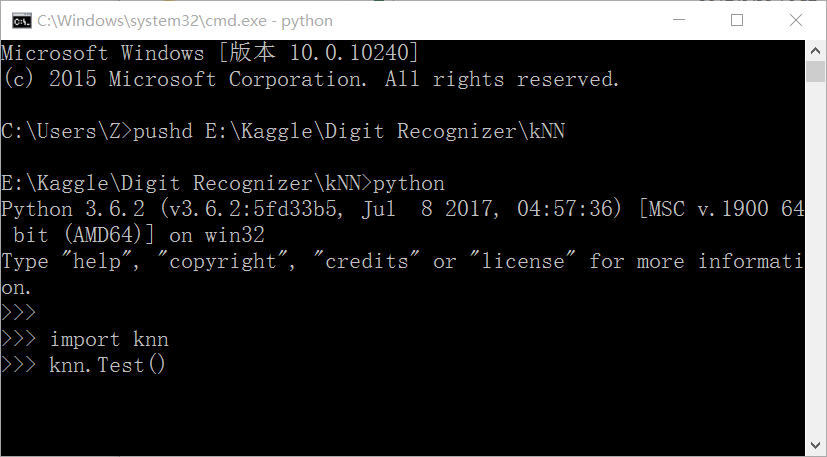 C:\Windows\system32\cmd.exe - python
Microsoft Windows [版本 10.0.10240]
(c) 2015 Microsoft Corporation. All rights reserved.
C:\Users\Z>pushd E:\Kaggle\Digit Recognizer\kNN
E:\Kaggle\Digit Recognizer\kNN>python
Python 3.6.2 (v3.6.2:5fd33b5, Jul  8 2017, 04:57:36) [MSC v.1900 64
 bit (AMD64)] on win32
Type "help", "copyright", "credits" or "license" for more informati
on.
>>>
>>> import knn
>>> knn.Test()